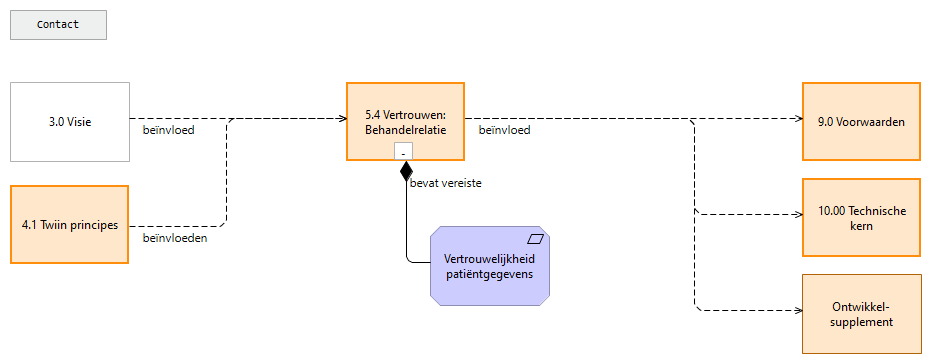 Contact
3.0 Visie
beïnvloed
4.1 Twiin principes
beïnvloeden
5.4 Vertrouwen:
Behandelrelatie
-
beïnvloed
bevat vereiste
Vertrouwelijkheid
patiëntgegevens
9.0 Voorwaarden
10.00 Technische
kern
Ontwikkel-
supplement